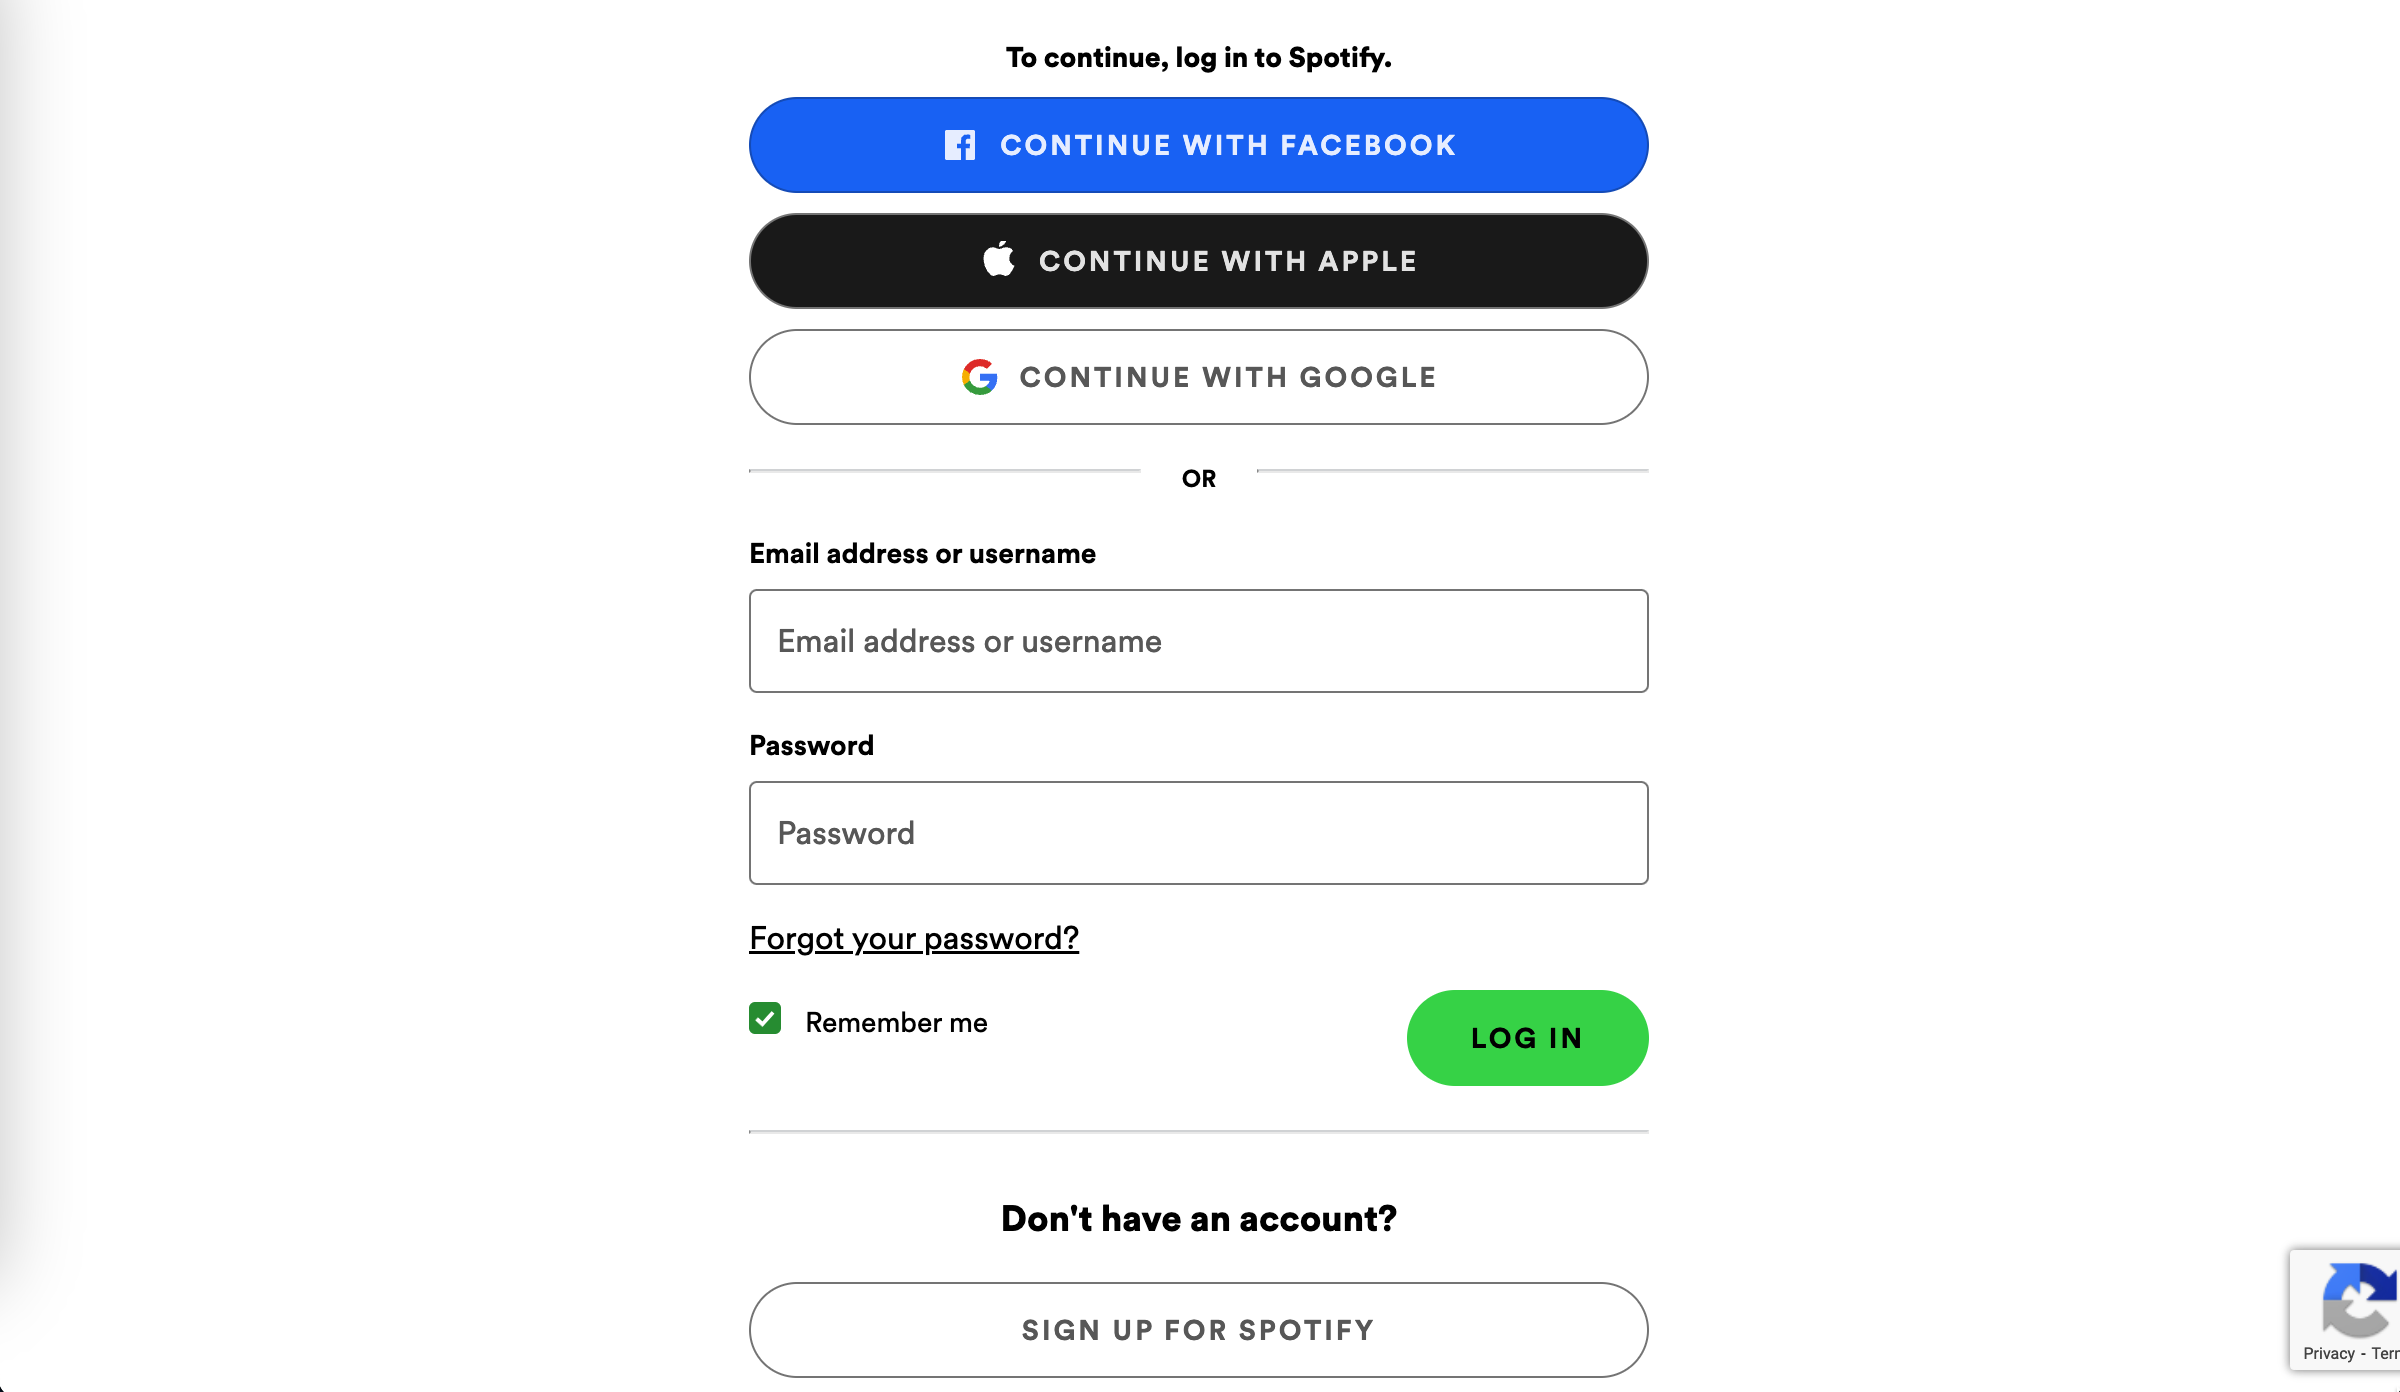 To continue, log in to Spotify.
CONTINUE WITH FACEBOOK
CONTINUE WITH APPLE
CONTINUE WITH GOOGLE
OR
Email address or username
Email address or username
Password
Password
Forgot your password?
Remember me
LOG IN
Don't have an account?
SIGN UP FOR SPOTIFY
Privacy -